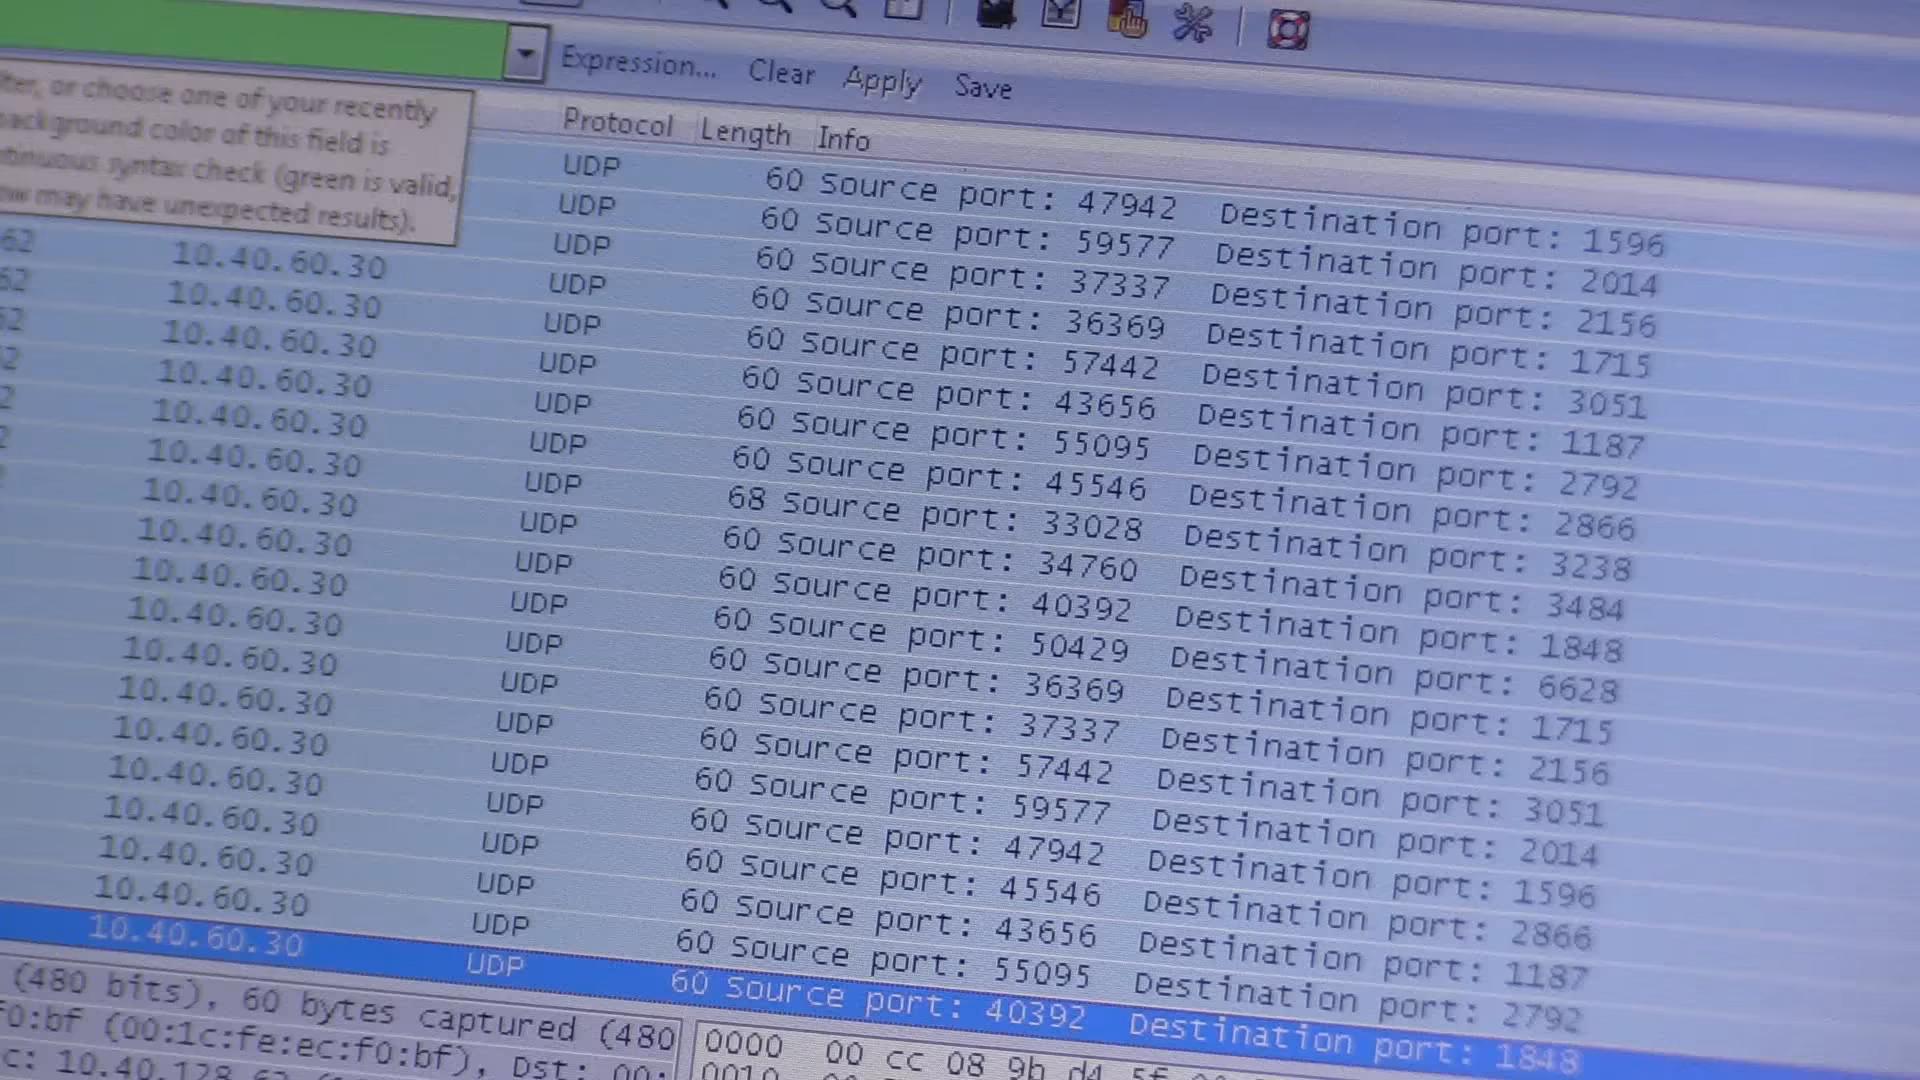 Expression... Clear Apply Save
lter, or choose one of your recently
background color of this field is
ntinuous syntax check (green is valid,
ow may have unexpected results).
Protocol Length Info
UDP 60 Source port: 47942 Destination port: 1596
UDP 60 Source port: 59577 Destination port: 2014
62 10.40.60.30 UDP 60 Source port: 37337 Destination port: 2156
62 10.40.60.30 UDP 60 Source port: 36369 Destination port: 1715
62 10.40.60.30 UDP 60 Source port: 57442 Destination port: 3051
2 10.40.60.30 UDP 60 Source port: 43656 Destination port: 1187
2 10.40.60.30 UDP 60 Source port: 55095 Destination port: 2792
2 10.40.60.30 UDP 60 Source port: 45546 Destination port: 2866
10.40.60.30 UDP 68 Source port: 33028 Destination port: 3238
10.40.60.30 UDP 60 Source port: 34760 Destination port: 3484
10.40.60.30 UDP 60 Source port: 40392 Destination port: 1848
10.40.60.30 UDP 60 Source port: 50429 Destination port: 6628
10.40.60.30 UDP 60 Source port: 36369 Destination port: 1715
10.40.60.30 UDP 60 Source port: 37337 Destination port: 2156
10.40.60.30 UDP 60 Source port: 57442 Destination port: 3051
10.40.60.30 UDP 60 Source port: 59577 Destination port: 2014
10.40.60.30 UDP 60 Source port: 47942 Destination port: 1596
10.40.60.30 UDP 60 Source port: 45546 Destination port: 2866
10.40.60.30 UDP 60 Source port: 43656 Destination port: 1187
10.40.60.30 UDP 60 Source port: 55095 Destination port: 2792
10.40.60.30 UDP 60 Source port: 40392 Destination port: 1848
(480 bits), 60 bytes captured (480
f0:bf (00:1c:fe:ec:f0:bf), Dst: 00:
c: 10.40.128.62
0000 00 cc 08 9b d4 5f
0010